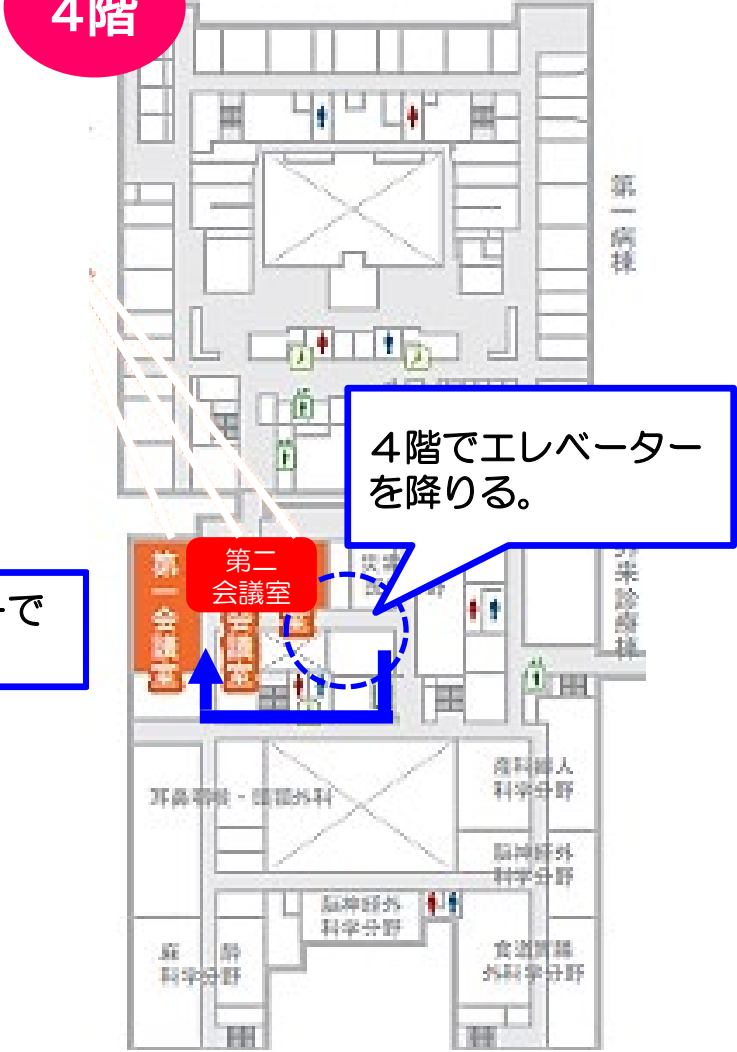 4階
第一病棟
4階でエレベーター
を降りる。
第一会議室
第二
会議室
会議室
外来診療棟
で
産科婦人
科学分野
耳鼻咽喉・頭頸外科
脳神経外
科学分野
脳神経外
科学分野
麻 酔
科学分野
食道胃腸
外科学分野